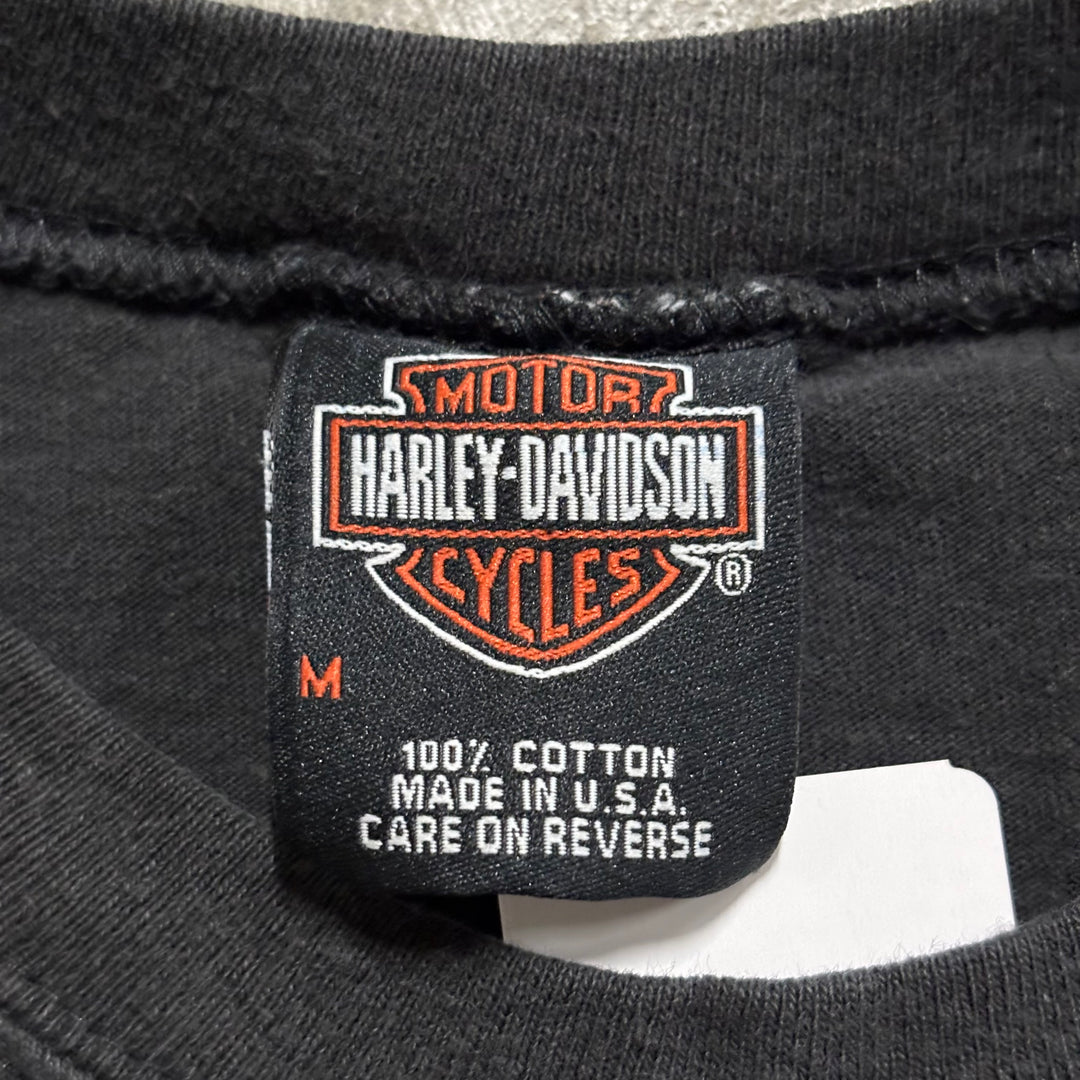 MOTOR
HARLEY-DAVIDSON
CYCLES
®
M
100% COTTON
MADE IN U.S.A.
CARE ON REVERSE